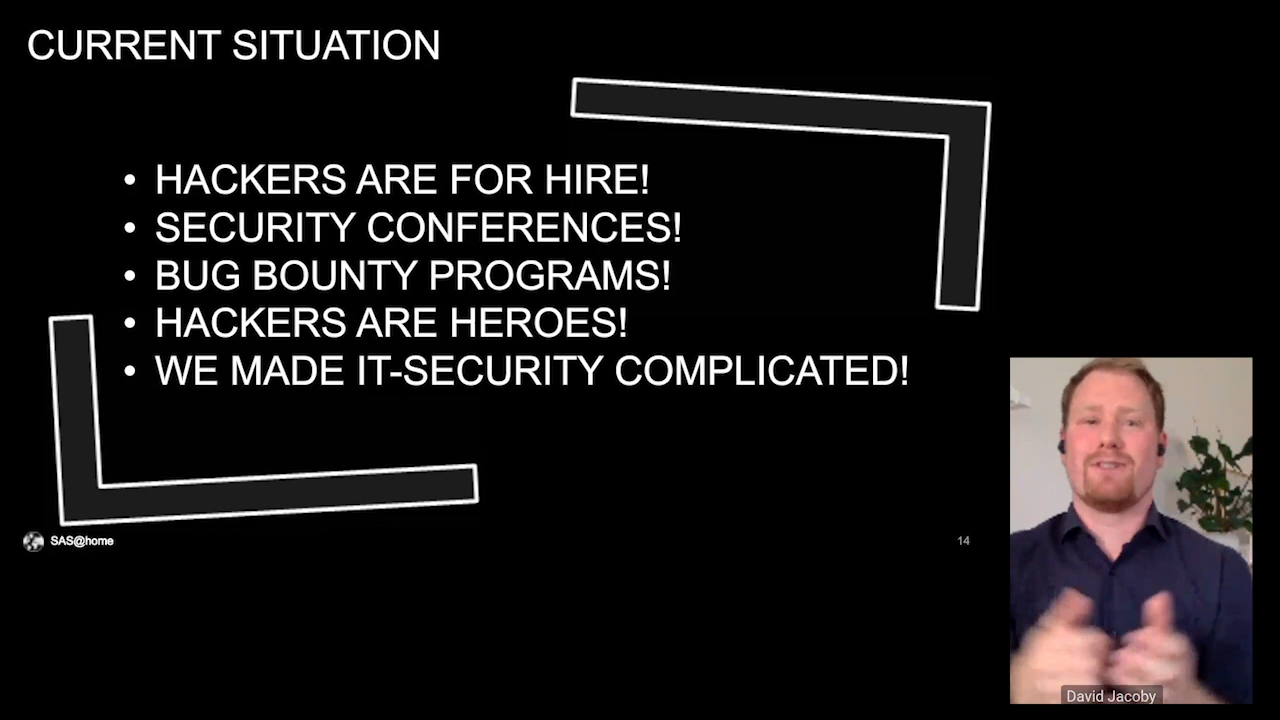 CURRENT SITUATION
• HACKERS ARE FOR HIRE!
• SECURITY CONFERENCES!
• BUG BOUNTY PROGRAMS!
• HACKERS ARE HEROES!
• WE MADE IT-SECURITY COMPLICATED!
SAS@home
14
David Jacoby